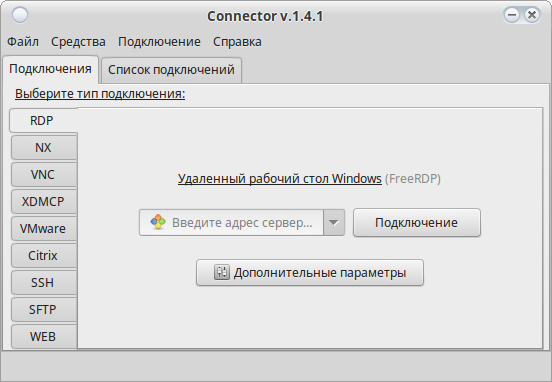 Connector v.1.4.1
Файл Средства Подключение Справка
Подключения Список подключений
Выберите тип подключения:
RDP
NX
VNC
XDMCP
VMware
Citrix
SSH
SFTP
WEB
Удаленный рабочий стол Windows (FreeRDP)
Введите адрес сервер... Подключение
Дополнительные параметры